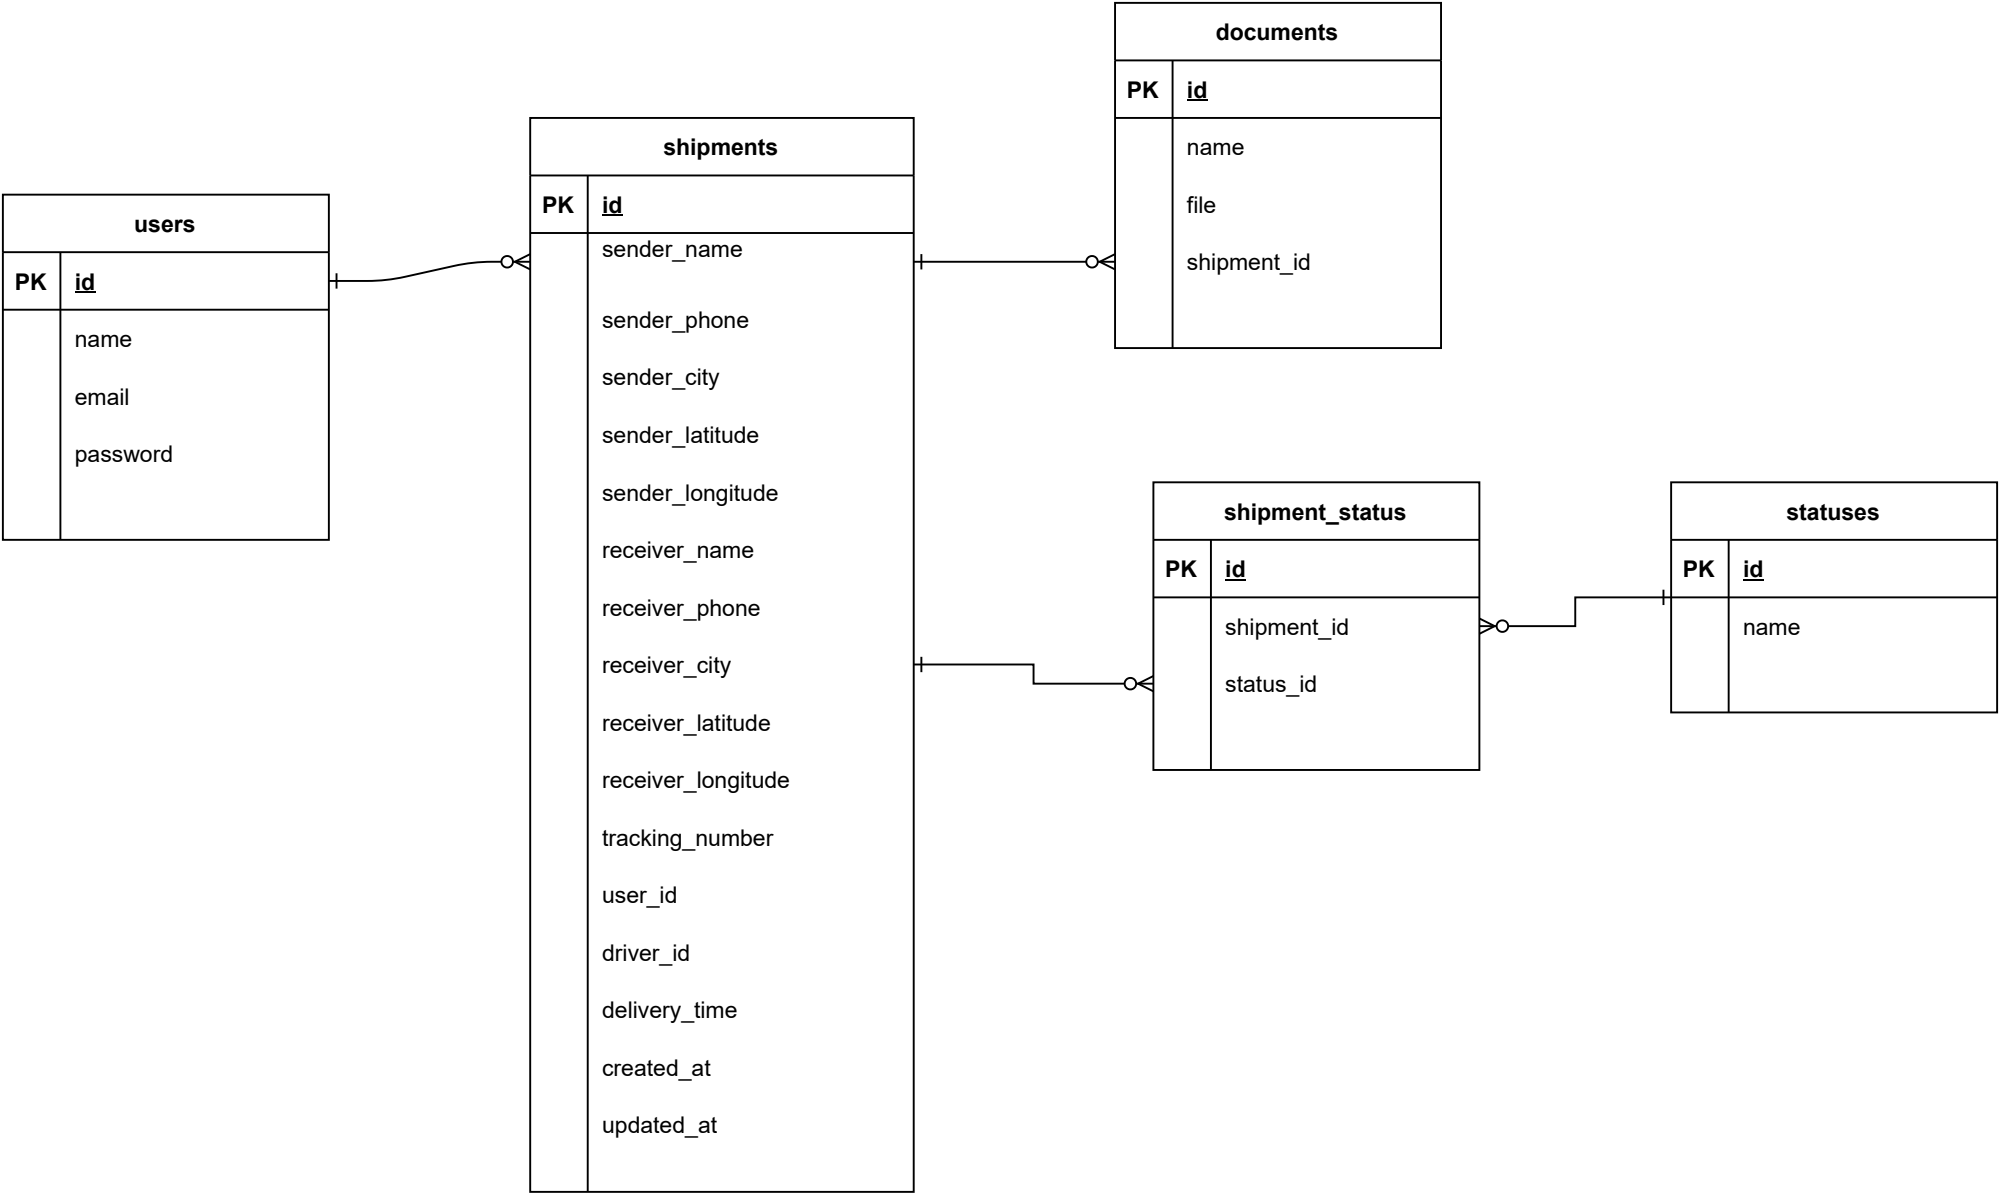 users
PK id
name
email
password
shipments
PK id
sender_name
sender_phone
sender_city
sender_latitude
sender_longitude
receiver_name
receiver_phone
receiver_city
receiver_latitude
receiver_longitude
tracking_number
user_id
driver_id
delivery_time
created_at
updated_at
documents
PK id
name
file
shipment_id
shipment_status
PK id
shipment_id
status_id
statuses
PK id
name